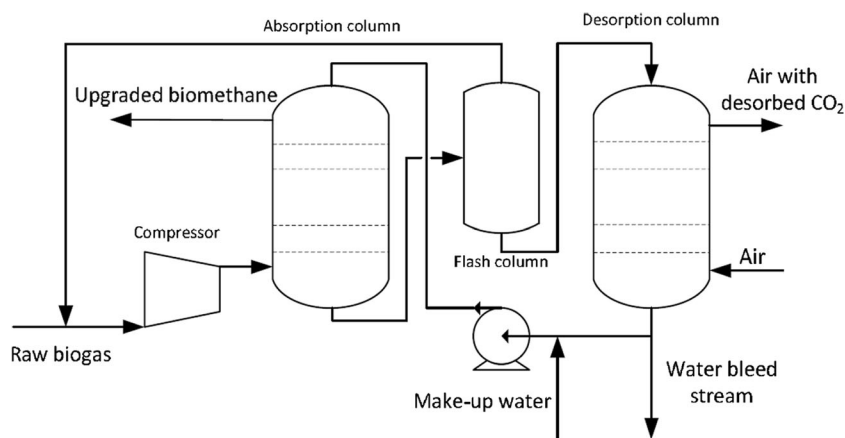 Absorption column
Desorption column
Upgraded biomethane
Air with
desorbed CO₂
Compressor
Flash column
Air
Raw biogas
Make-up water
Water bleed
stream